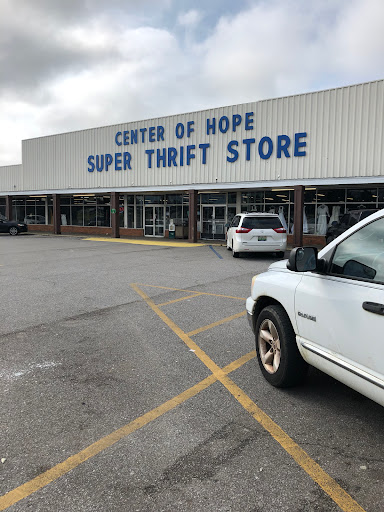 CENTER OF HOPE
SUPER THRIFT STORE